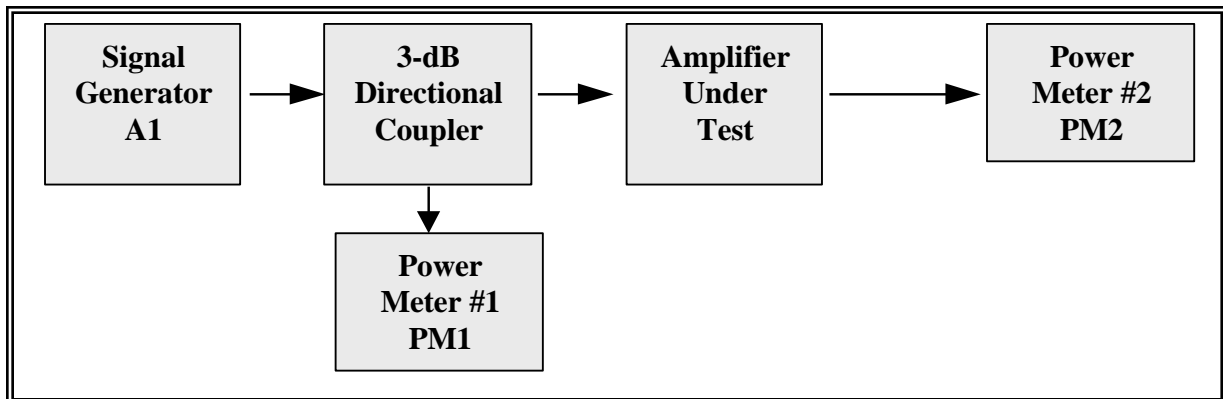 Signal
Generator
A1
3-dB
Directional
Coupler
Amplifier
Under
Test
Power
Meter #2
PM2
Power
Meter #1
PM1